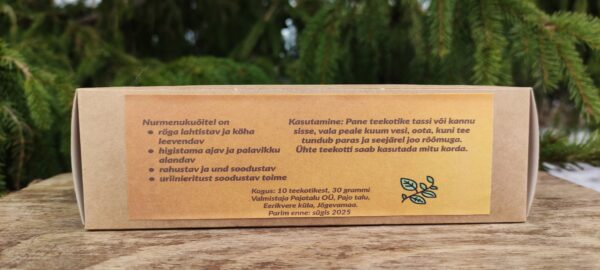 Nurmenukuõitel on
• röga lahtistav ja köha
leevendav
• higistama ajav ja palavikku
alandav
• rahustav ja und soodustav
• uriinieritust soodustav toime
Kasutamine: Pane teekotike tassi või kannu
sisse, vala peale kuum vesi, oota, kuni tee
tundub paras ja seejärel joo rõõmuga.
Ühte teekotti saab kasutada mitu korda.
Kogus: 10 teekotikest, 30 grammi
Valmistaja Pajotalu OÜ, Pajo talu,
Eerikvere küla, Jõgevamaa.
Parim enne: sügis 2025